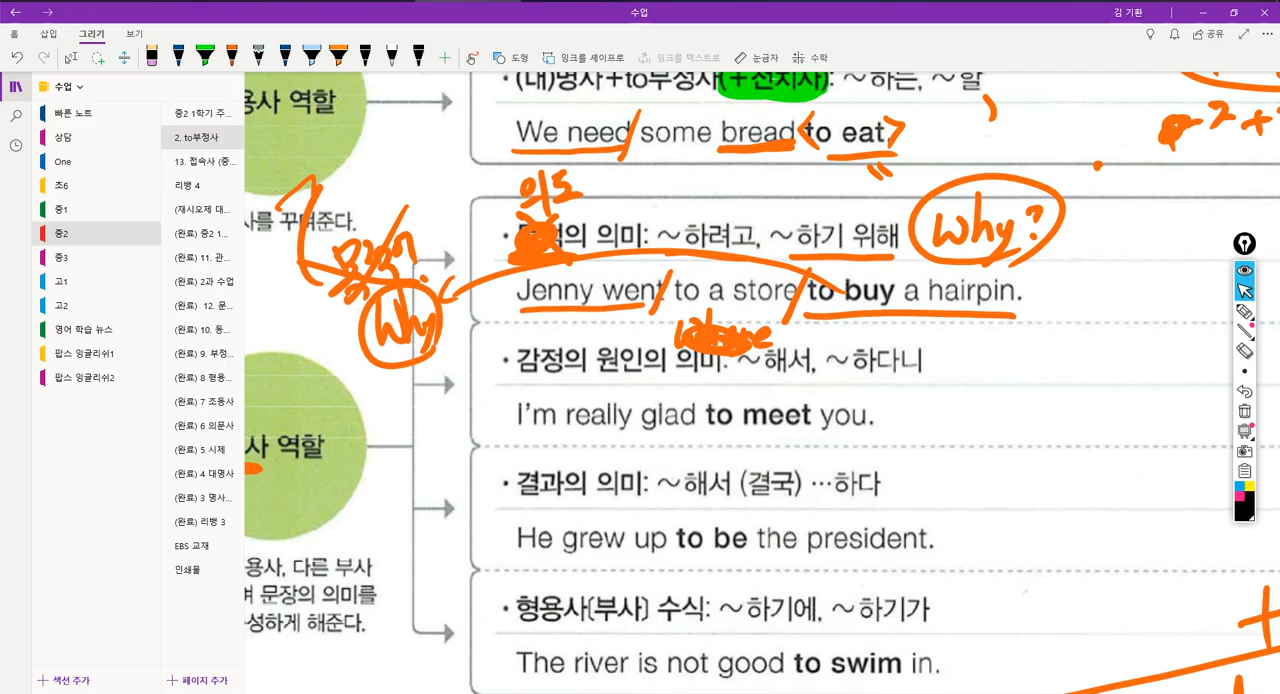 수업
김 기환
홈 삽입 그리기 보기
공유
도형 잉크를 셰이프로 잉크를 텍스트로 눈금자 수학
수업
빠른 노트
상담
One
초6
중1
중2
중3
고1
고2
영어 학습 뉴스
팝스 잉글리쉬1
팝스 잉글리쉬2
섹션 추가
중2 1학기 주...
2. to부정사
13. 접속사 (중...
리뱅 4
(재시오제 대...
(완료) 중2 1...
(완료) 11. 관...
(완료) 2과 수업
(완료) 12. 문...
(완료) 10. 동...
(완료) 9. 부정...
(완료) 8 형용...
(완료) 7 조동사
(완료) 6 의문사
(완료) 5 시제
(완료) 4 대명사
(완료) 3 명사...
(완료) 리뱅 3
EBS 교재
인쇄물
페이지 추가
용사 역할
사를 꾸며준다.
• (대)명사+to부정사(+전치사): ~하는, ~할
We need some bread to eat.
의도
의 의미: ~하려고, ~하기 위해
Why?
Why
Jenny went to a store to buy a hairpin.
• 감정의 원인의 의미: ~해서, ~하다니
I'm really glad to meet you.
사 역할
• 결과의 의미: ~해서 (결국) …하다
He grew up to be the president.
용사, 다른 부사
며 문장의 의미를
성하게 해준다.
• 형용사[부사] 수식: ~하기에, ~하기가
The river is not good to swim in.